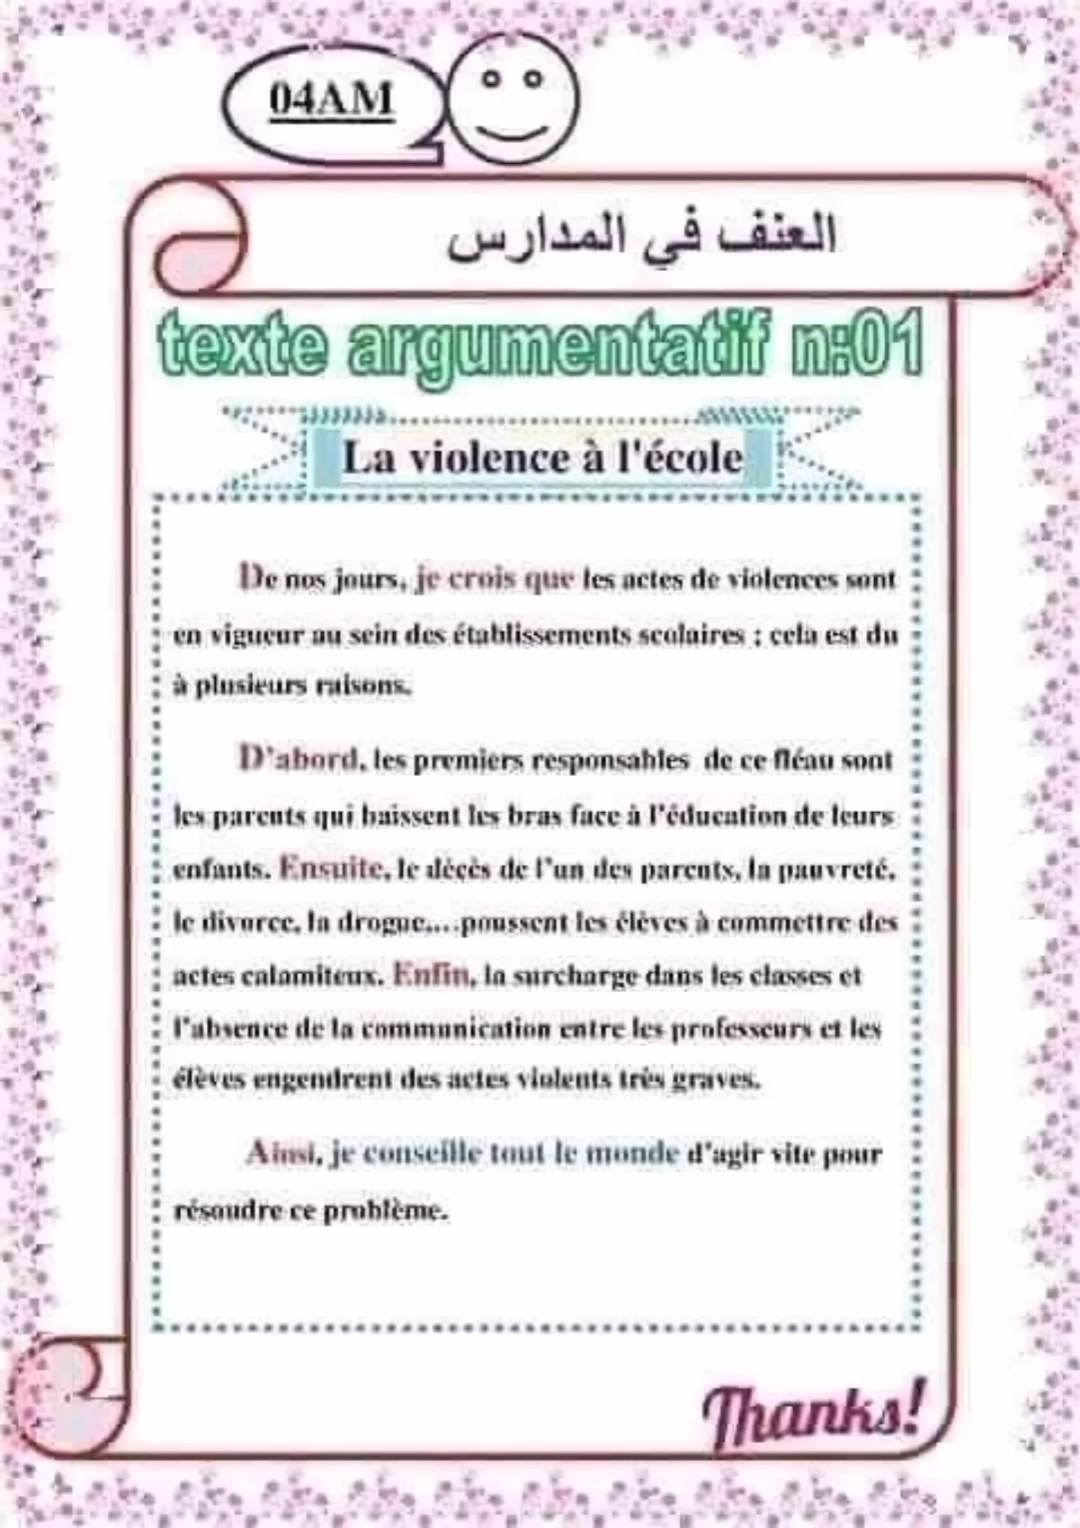 04AM
العنف في المدارس
texte argumentatif n:01
La violence à l'école
De nos jours, je crois que les actes de violences sont
en vigueur au sein des établissements scolaires ; cela est du
à plusieurs raisons.
D'abord, les premiers responsables de ce fléau sont
les parents qui baissent les bras face à l'éducation de leurs
enfants. Ensuite, le décès de l'un des parents, la pauvreté,
le divorce, la drogue....poussent les élèves à commettre des
actes calamiteux. Enfin, la surcharge dans les classes et
l'absence de la communication entre les professeurs et les
élèves engendrent des actes violents très graves.
Ainsi, je conseille tout le monde d'agir vite pour
résoudre ce problème.
Thanks!